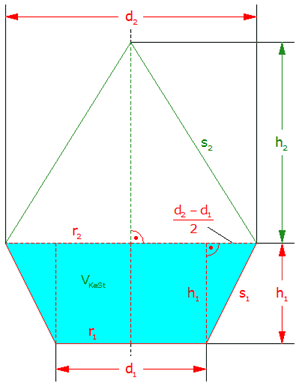 d₂
s₂
h₂
d₂ – d₁
2
r₂
V_KeSt
h₁
s₁
h₁
r₁
d₁